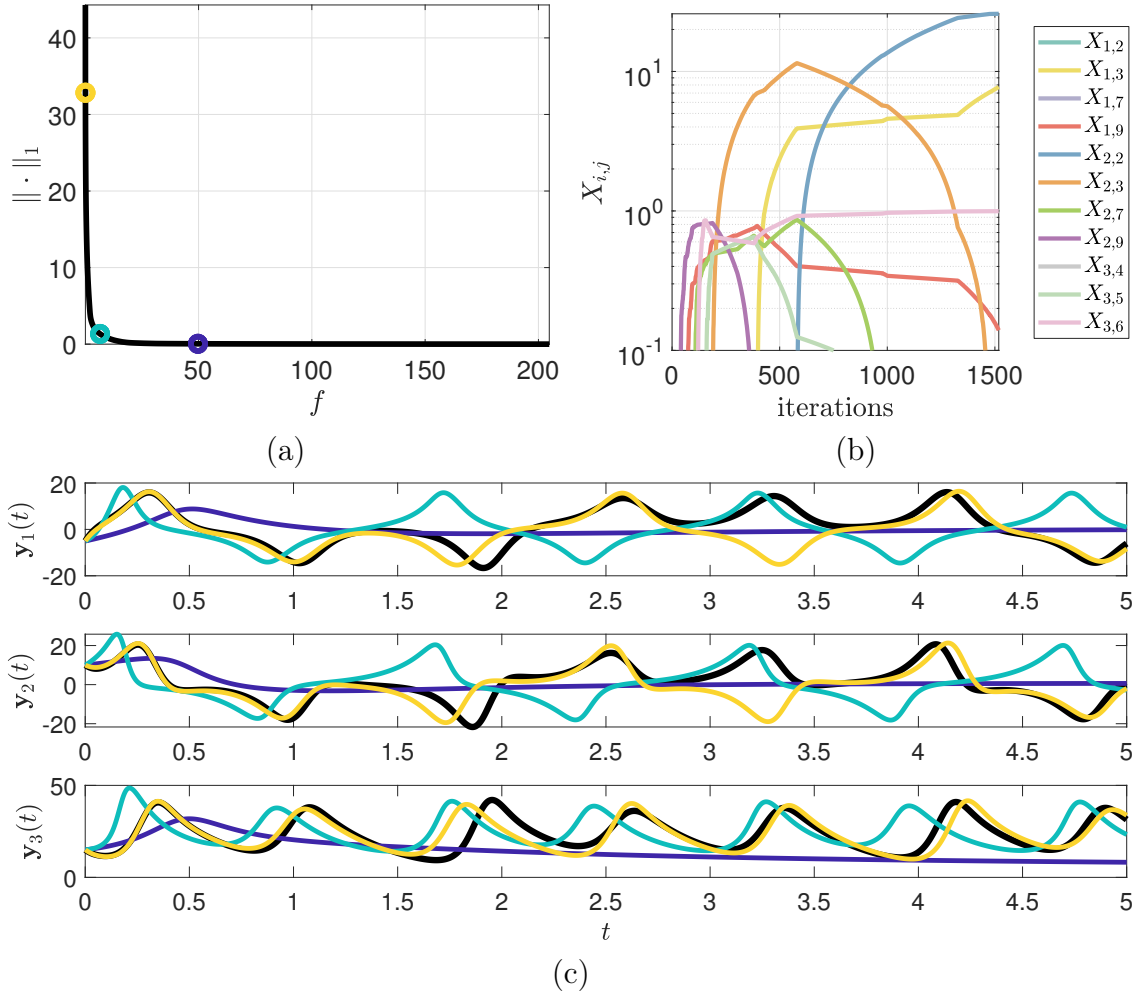 40
30
20
10
0
‖ · ‖₁
50
100
150
200
f
(a)
10¹
10⁰
10⁻¹
X_{i,j}
0
500
1000
1500
iterations
(b)
X_{1,2}
X_{1,3}
X_{1,7}
X_{1,9}
X_{2,2}
X_{2,3}
X_{2,7}
X_{2,9}
X_{3,4}
X_{3,5}
X_{3,6}
20
0
-20
y₁(t)
0 0.5 1 1.5 2 2.5 3 3.5 4 4.5 5
20
0
-20
y₂(t)
0 0.5 1 1.5 2 2.5 3 3.5 4 4.5 5
50
0
y₃(t)
0 0.5 1 1.5 2 2.5 3 3.5 4 4.5 5
t
(c)